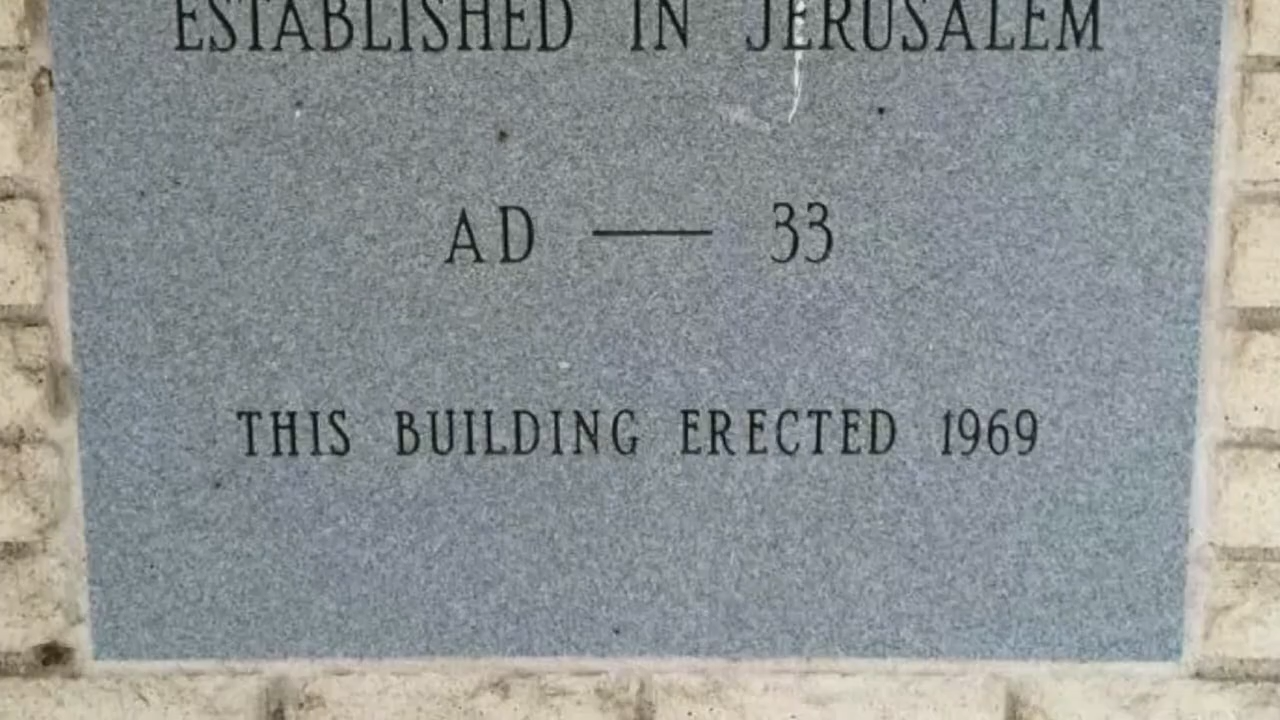 ESTABLISHED IN JERUSALEM
AD — 33
THIS BUILDING ERECTED 1969